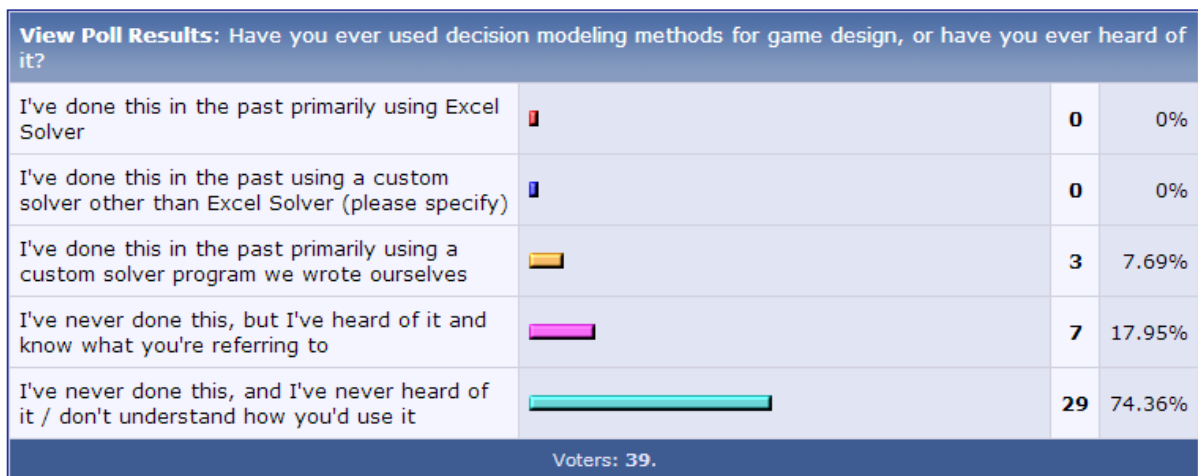 View Poll Results: Have you ever used decision modeling methods for game design, or have you ever heard of
it?
I've done this in the past primarily using Excel
Solver
0
0%
I've done this in the past using a custom
solver other than Excel Solver (please specify)
0
0%
I've done this in the past primarily using a
custom solver program we wrote ourselves
3
7.69%
I've never done this, but I've heard of it and
know what you're referring to
7
17.95%
I've never done this, and I've never heard of
it / don't understand how you'd use it
29
74.36%
Voters: 39.